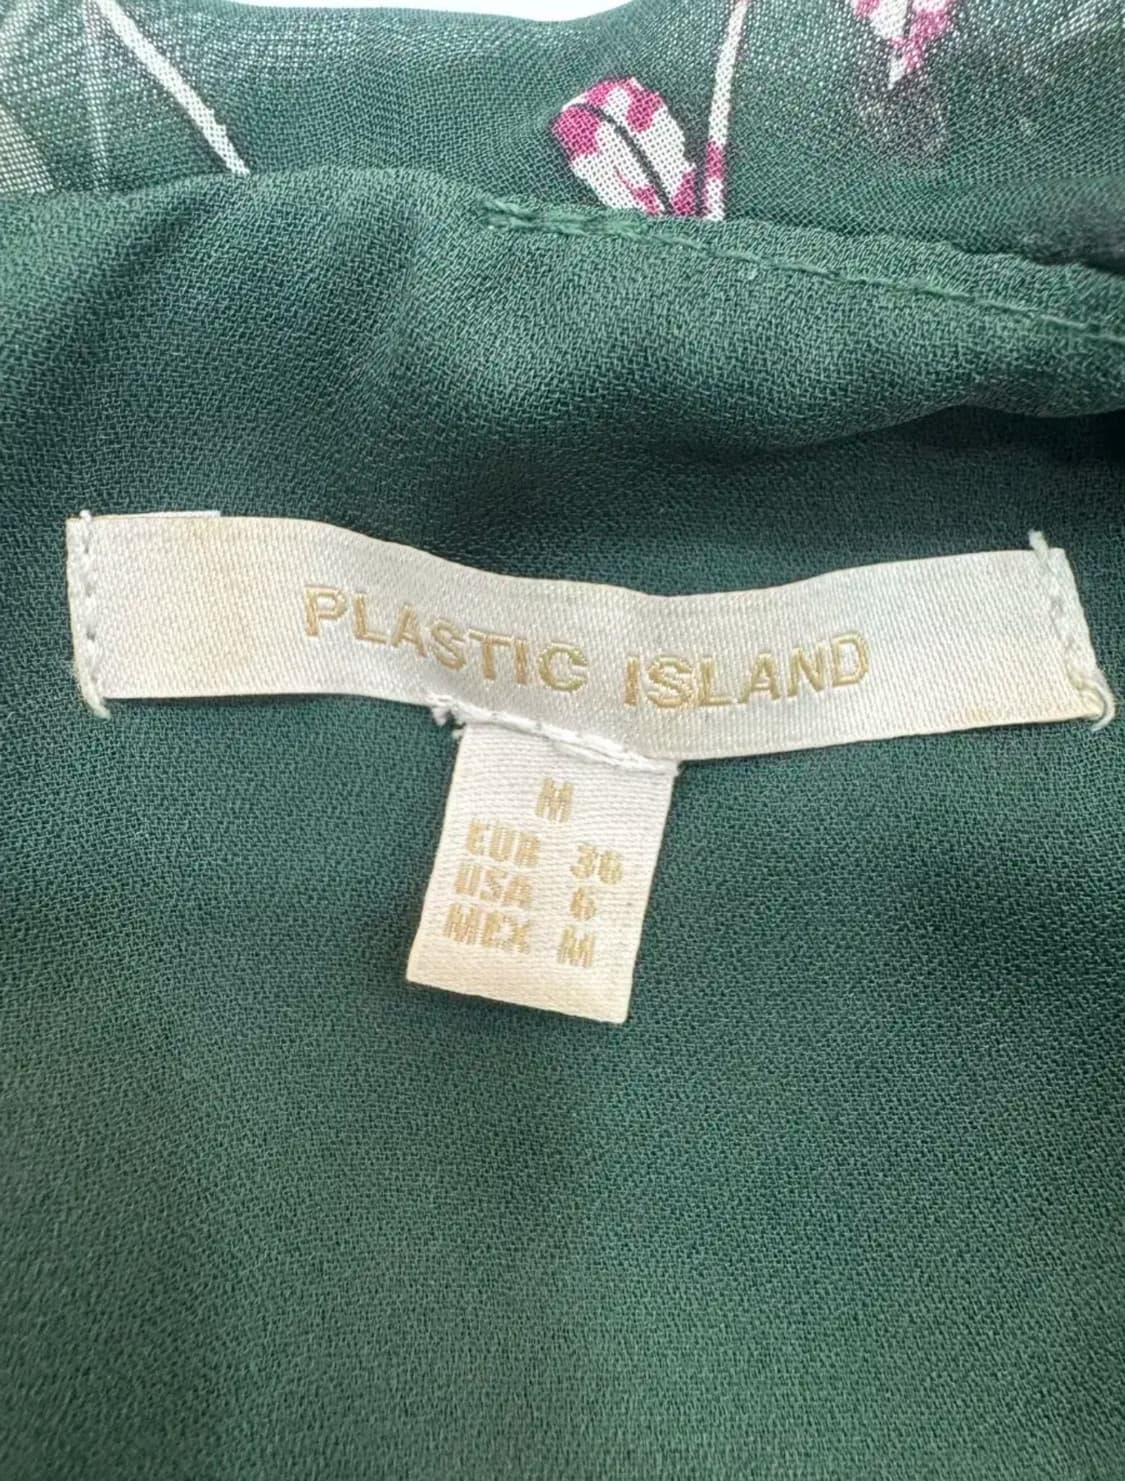 PLASTIC ISLAND
M
EUR 36
USA 6
MEX M